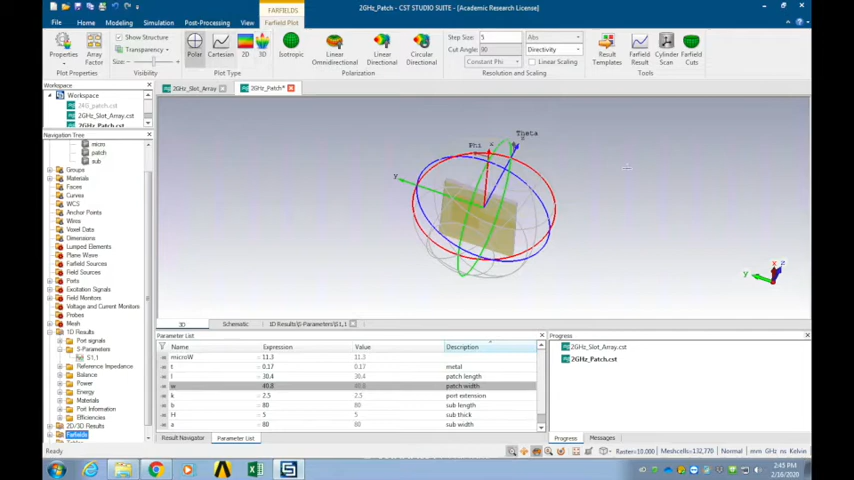 2GHz_Patch - CST STUDIO SUITE - [Academic Research License]
FARFIELDS
File Home Modeling Simulation Post-Processing View Farfield Plot
Properties Array Factor Show Structure Transparency Size: Polar Cartesian 2D 3D Isotropic Linear Omnidirectional Linear Directional Circular Directional
Step Size: 5 Abs
Cut Angle: 90 Directivity
Constant Phi Linear Scaling
Result Templates Farfield Result Cylinder Scan Farfield Cuts
Plot Properties Visibility Plot Type Polarization Resolution and Scaling Tools
Workspace
Workspace
2GHz_Slot_Array.cst
2GHz_Patch.cst
Navigation Tree
micro
patch
sub
Groups
Materials
Faces
Curves
WCS
Anchor Points
Wires
Voxel Data
Dimensions
Lumped Elements
Plane Wave
Farfield Sources
Field Sources
Ports
Excitation Signals
Field Monitors
Voltage and Current Monitors
Probes
Mesh
1D Results
Port signals
S-Parameters
S1,1
Reference Impedance
Balance
Power
Energy
Materials
Port Information
Efficiencies
2D/3D Results
Farfields
2GHz_Slot_Array 2GHz_Patch*
Theta
Phi
x
y
y x z
3D Schematic 1D Results\S-Parameters\S1,1
Parameter List
Name Expression Value Description
microW = 11.3 11.3
t = 0.17 0.17 metal
l = 30.4 30.4 patch length
w = 40.8 40.8 patch width
k = 2.5 2.5 port extension
b = 80 80 sub length
H = 5 5 sub thick
a = 80 80 sub width
Result Navigator Parameter List
Progress
2GHz_Slot_Array.cst
2GHz_Patch.cst
Progress Messages
Ready
Raster=10.000 Meshcells=132,770 Normal mm GHz ns Kelvin
2:45 PM
2/16/2020